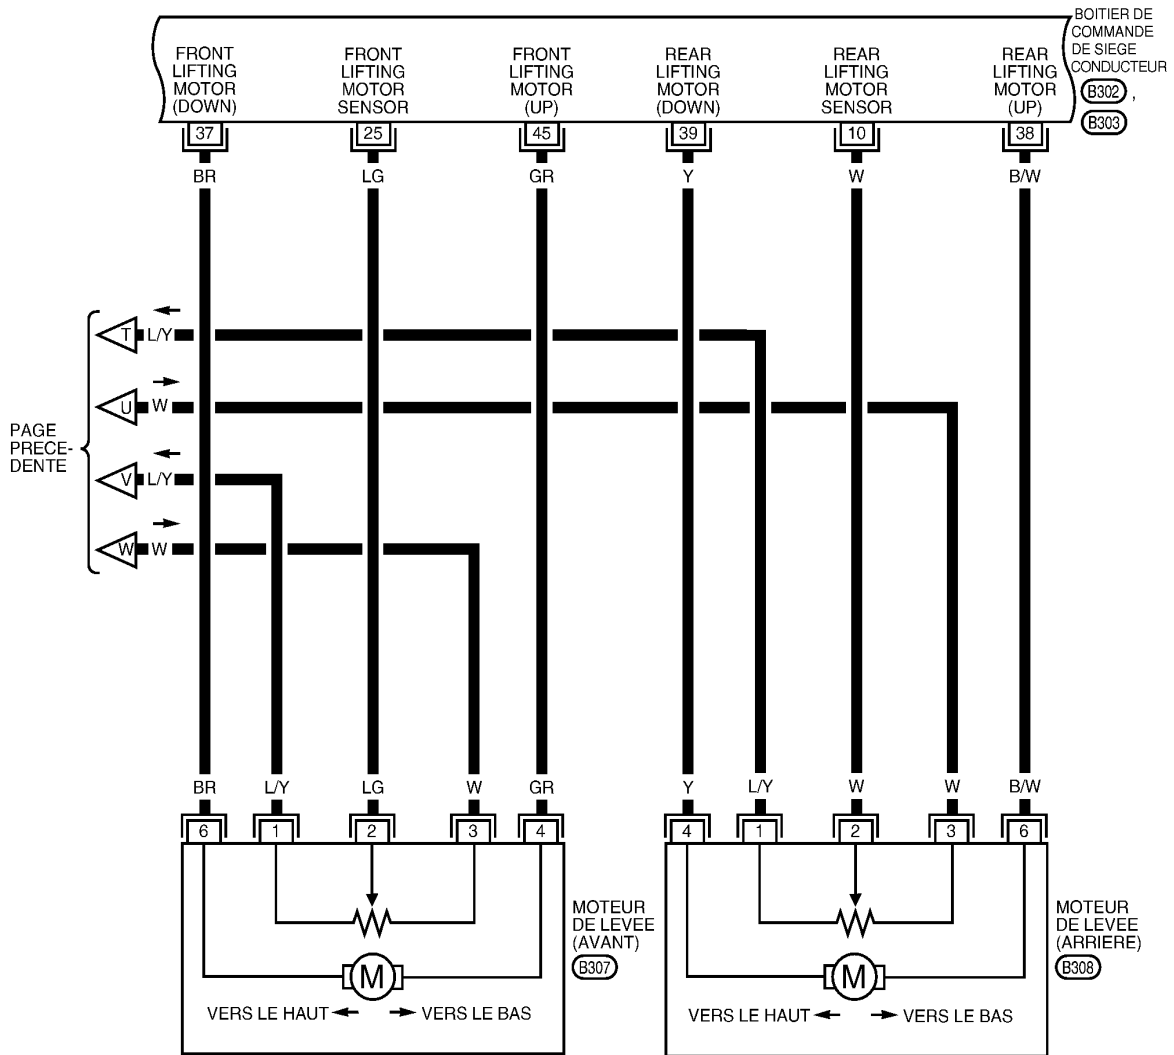 BOITIER DE
COMMANDE
DE SIEGE
CONDUCTEUR
B302 ,
B303
FRONT
LIFTING
MOTOR
(DOWN)
FRONT
LIFTING
MOTOR
SENSOR
FRONT
LIFTING
MOTOR
(UP)
REAR
LIFTING
MOTOR
(DOWN)
REAR
LIFTING
MOTOR
SENSOR
REAR
LIFTING
MOTOR
(UP)
37 25 45 39 10 38
BR LG GR Y W B/W
T L/Y
U W
V L/Y
W W
PAGE
PRECE-
DENTE
BR L/Y LG W GR Y L/Y W W B/W
6 1 2 3 4 4 1 2 3 6
MOTEUR
DE LEVEE
(AVANT)
B307
M
VERS LE HAUT VERS LE BAS
MOTEUR
DE LEVEE
(ARRIERE)
B308
M
VERS LE HAUT VERS LE BAS